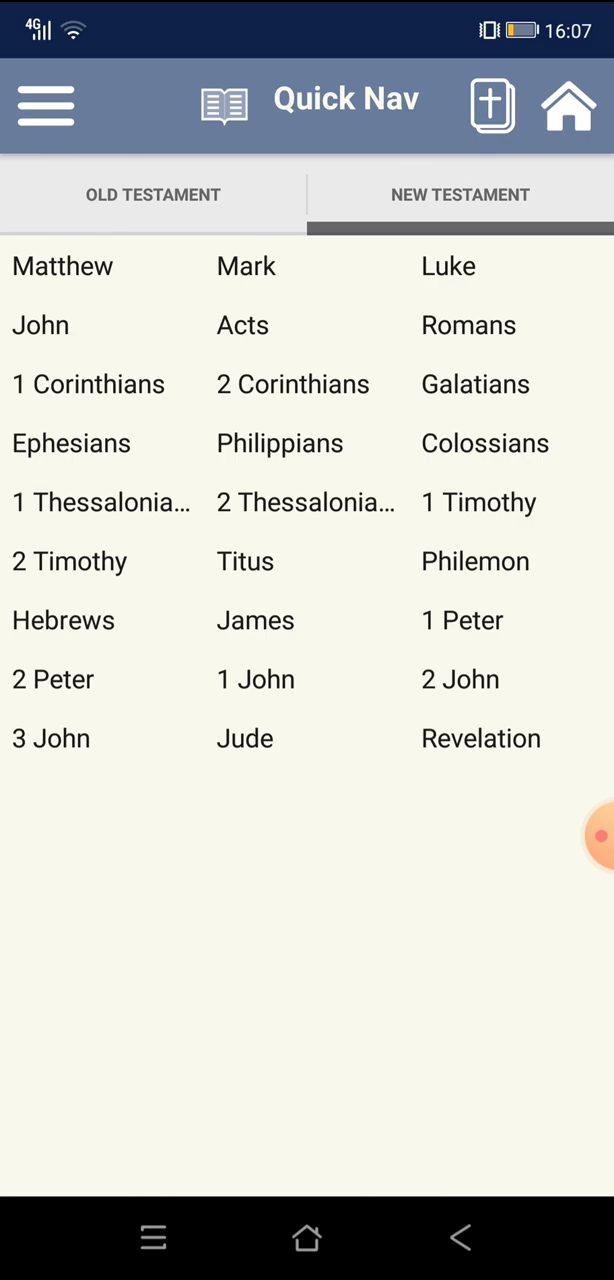 4G 16:07
Quick Nav
OLD TESTAMENT NEW TESTAMENT
Matthew Mark Luke
John Acts Romans
1 Corinthians 2 Corinthians Galatians
Ephesians Philippians Colossians
1 Thessalonia... 2 Thessalonia... 1 Timothy
2 Timothy Titus Philemon
Hebrews James 1 Peter
2 Peter 1 John 2 John
3 John Jude Revelation